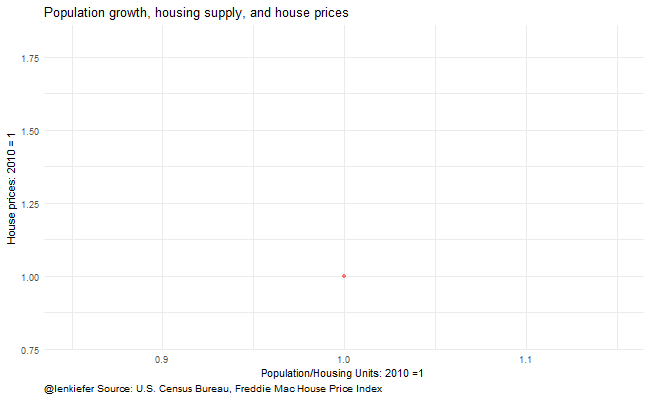 Population growth, housing supply, and house prices
1.75
1.50
1.25
1.00
0.75
House prices: 2010 = 1
0.9 1.0 1.1
Population/Housing Units: 2010 =1
@lenkiefer Source: U.S. Census Bureau, Freddie Mac House Price Index